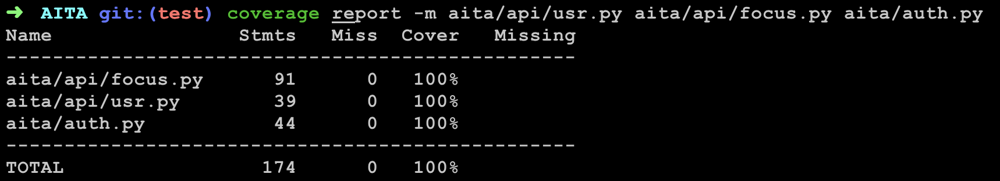 ➜ AITA git:(test) coverage report -m aita/api/usr.py aita/api/focus.py aita/auth.py
Name                Stmts   Miss  Cover   Missing
-------------------------------------------------
aita/api/focus.py      91      0   100%
aita/api/usr.py        39      0   100%
aita/auth.py           44      0   100%
-------------------------------------------------
TOTAL                 174      0   100%